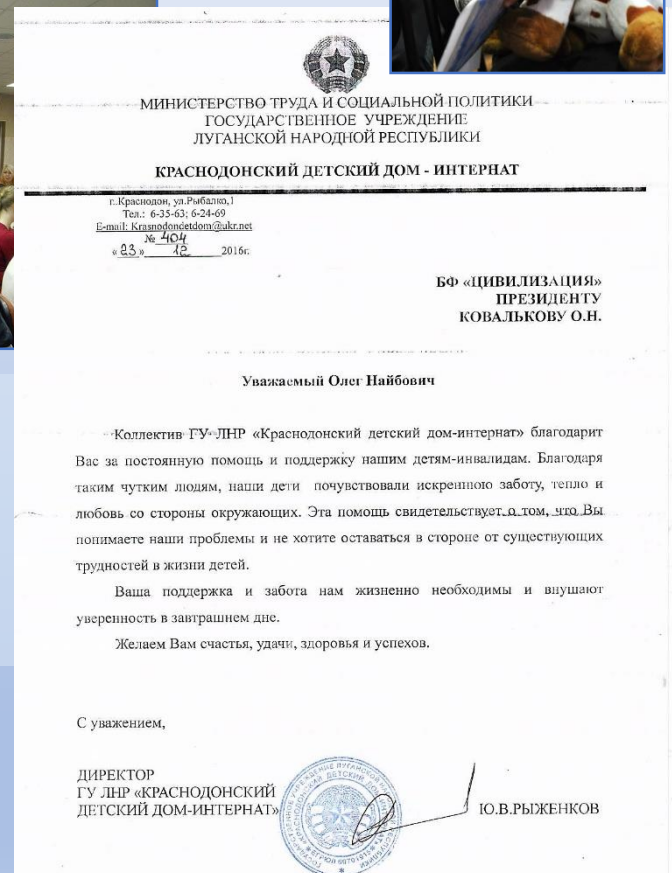 МИНИСТЕРСТВО ТРУДА И СОЦИАЛЬНОЙ ПОЛИТИКИ
ГОСУДАРСТВЕННОЕ УЧРЕЖДЕНИЕ
ЛУГАНСКОЙ НАРОДНОЙ РЕСПУБЛИКИ
КРАСНОДОНСКИЙ ДЕТСКИЙ ДОМ - ИНТЕРНАТ
г. Краснодон, ул.Рыбалко,1
Тел.: 6-35-63; 6-24-69
E-mail: Krasnodondetdom@ukr.net
№ 404
«23» 12 2016г.
БФ «ЦИВИЛИЗАЦИЯ»
ПРЕЗИДЕНТУ
КОВАЛЬКОВУ О.Н.
Уважаемый Олег Найбович
Коллектив ГУ ЛНР «Краснодонский детский дом-интернат» благодарит
Вас за постоянную помощь и поддержку нашим детям-инвалидам. Благодаря
таким чутким людям, наши дети почувствовали искреннюю заботу, тепло и
любовь со стороны окружающих. Эта помощь свидетельствует о том, что Вы
понимаете наши проблемы и не хотите оставаться в стороне от существующих
трудностей в жизни детей.
Ваша поддержка и забота нам жизненно необходимы и внушают
уверенность в завтрашнем дне.
Желаем Вам счастья, удачи, здоровья и успехов.
С уважением,
ДИРЕКТОР
ГУ ЛНР «КРАСНОДОНСКИЙ
ДЕТСКИЙ ДОМ-ИНТЕРНАТ»
Ю.В.РЫЖЕНКОВ